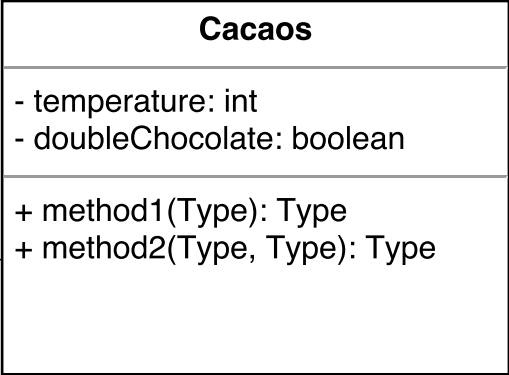 Cacaos
- temperature: int
- doubleChocolate: boolean
+ method1(Type): Type
+ method2(Type, Type): Type